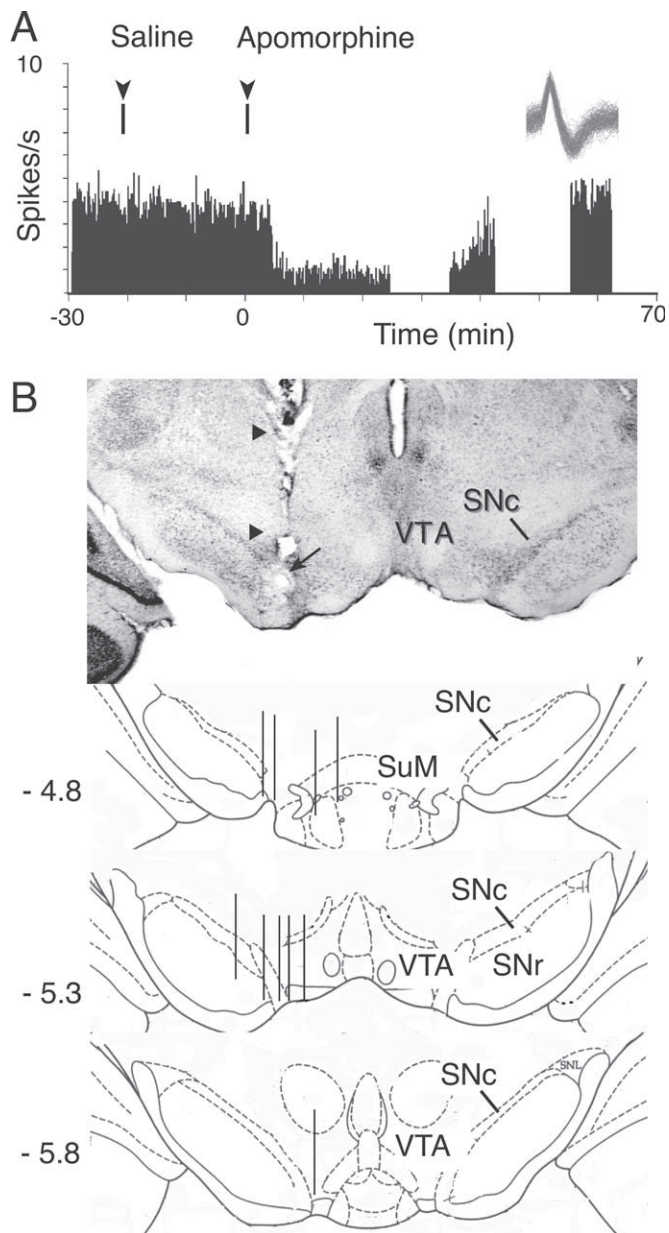 A
Saline Apomorphine
10
Spikes/s
-30 0 70
Time (min)
B
SNc
VTA
SNc
SuM
- 4.8
SNc
VTA SNr
- 5.3
SNL
SNc
VTA
- 5.8